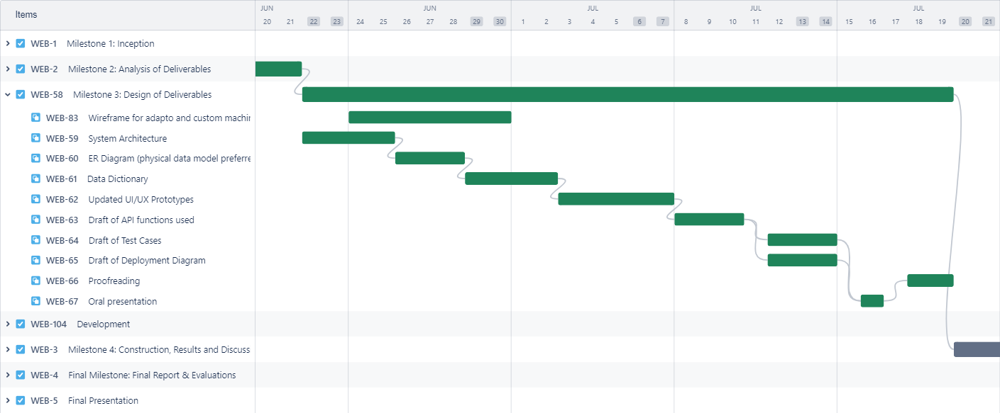 Items
JUN JUN JUL JUL JUL
20 21 22 23 24 25 26 27 28 29 30 1 2 3 4 5 6 7 8 9 10 11 12 13 14 15 16 17 18 19 20 21
WEB-1 Milestone 1: Inception
WEB-2 Milestone 2: Analysis of Deliverables
WEB-58 Milestone 3: Design of Deliverables
WEB-83 Wireframe for adapto and custom machin
WEB-59 System Architecture
WEB-60 ER Diagram (physical data model preferre
WEB-61 Data Dictionary
WEB-62 Updated UI/UX Prototypes
WEB-63 Draft of API functions used
WEB-64 Draft of Test Cases
WEB-65 Draft of Deployment Diagram
WEB-66 Proofreading
WEB-67 Oral presentation
WEB-104 Development
WEB-3 Milestone 4: Construction, Results and Discuss
WEB-4 Final Milestone: Final Report & Evaluations
WEB-5 Final Presentation